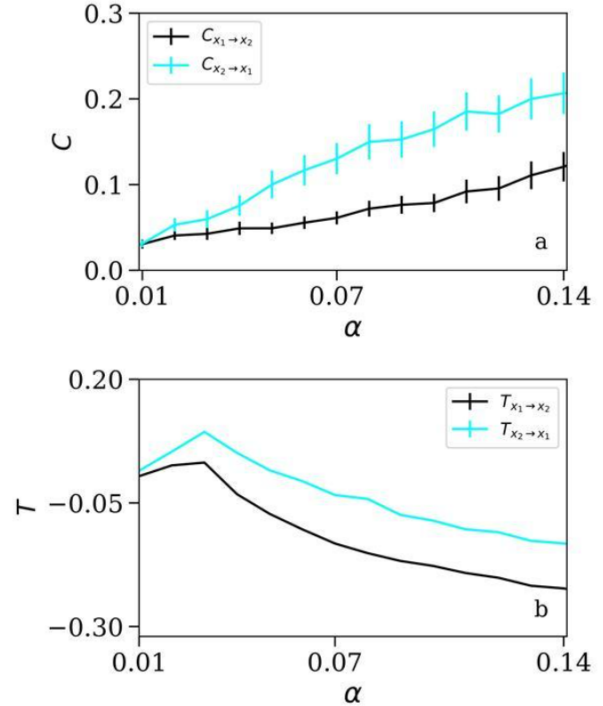 0.3
C_{x_1→x_2}
C_{x_2→x_1}
0.2
C
0.1
a
0.0
0.01 0.07 0.14
α
0.20
T_{x_1→x_2}
T_{x_2→x_1}
T
−0.05
b
−0.30
0.01 0.07 0.14
α